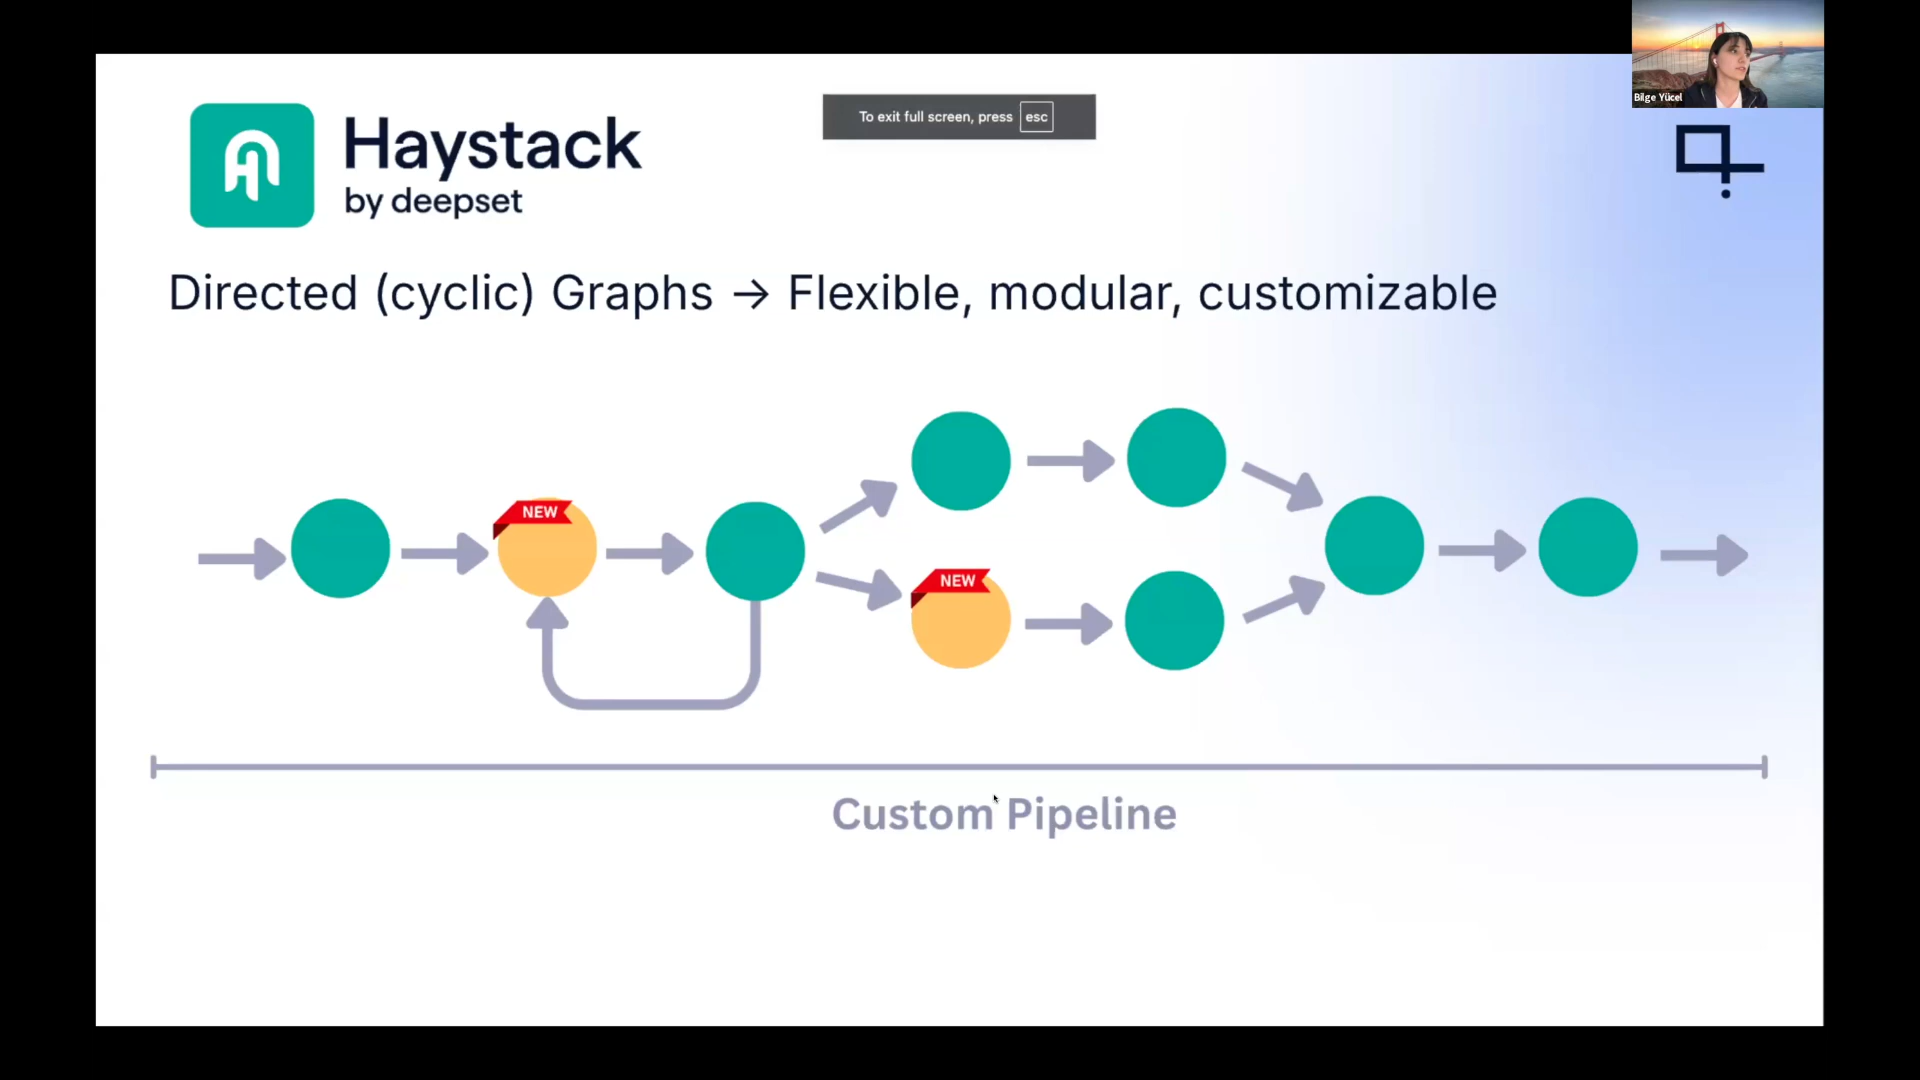 Haystack
by deepset
To exit full screen, press esc
Bilge Yücel
Directed (cyclic) Graphs → Flexible, modular, customizable
NEW
NEW
Custom Pipeline